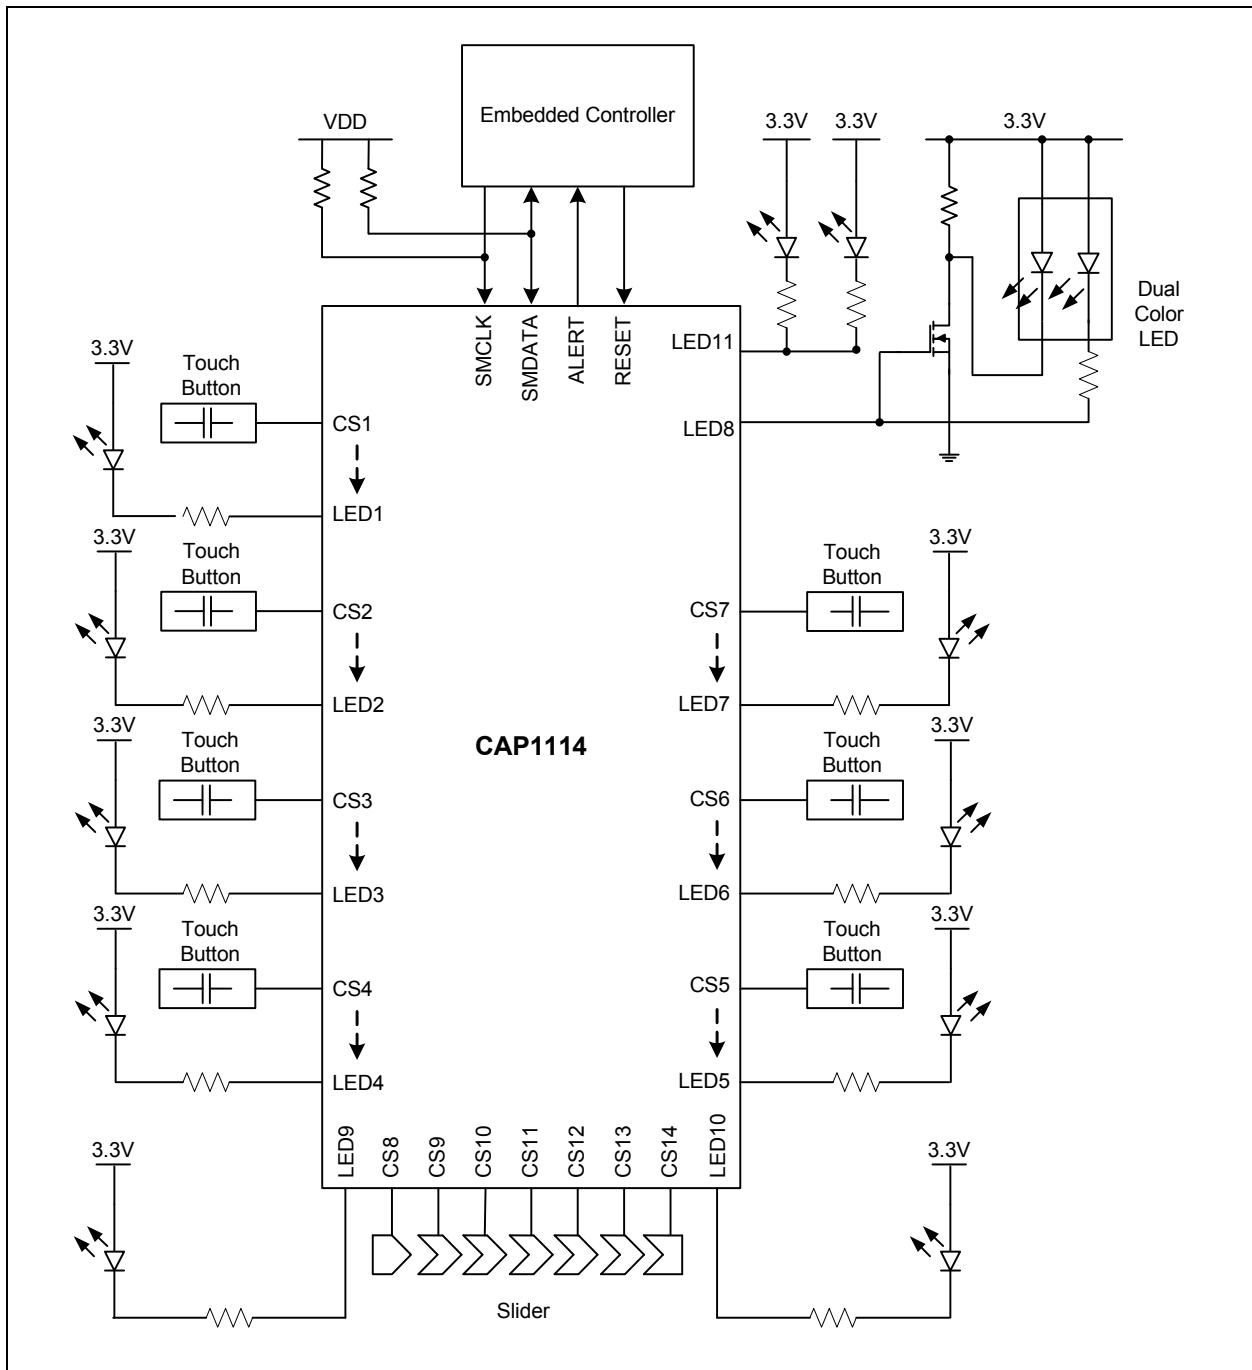 Embedded Controller
VDD
3.3V
3.3V
3.3V
Dual
Color
LED
SMCLK
SMDATA
ALERT
RESET
LED11
LED8
3.3V
Touch
Button
CS1
LED1
3.3V
Touch
Button
CS2
LED2
CS7
Touch
Button
3.3V
LED7
CAP1114
3.3V
Touch
Button
CS3
LED3
CS6
Touch
Button
3.3V
LED6
3.3V
Touch
Button
CS4
LED4
CS5
Touch
Button
3.3V
LED5
3.3V
LED9
CS8
CS9
CS10
CS11
CS12
CS13
CS14
LED10
3.3V
Slider